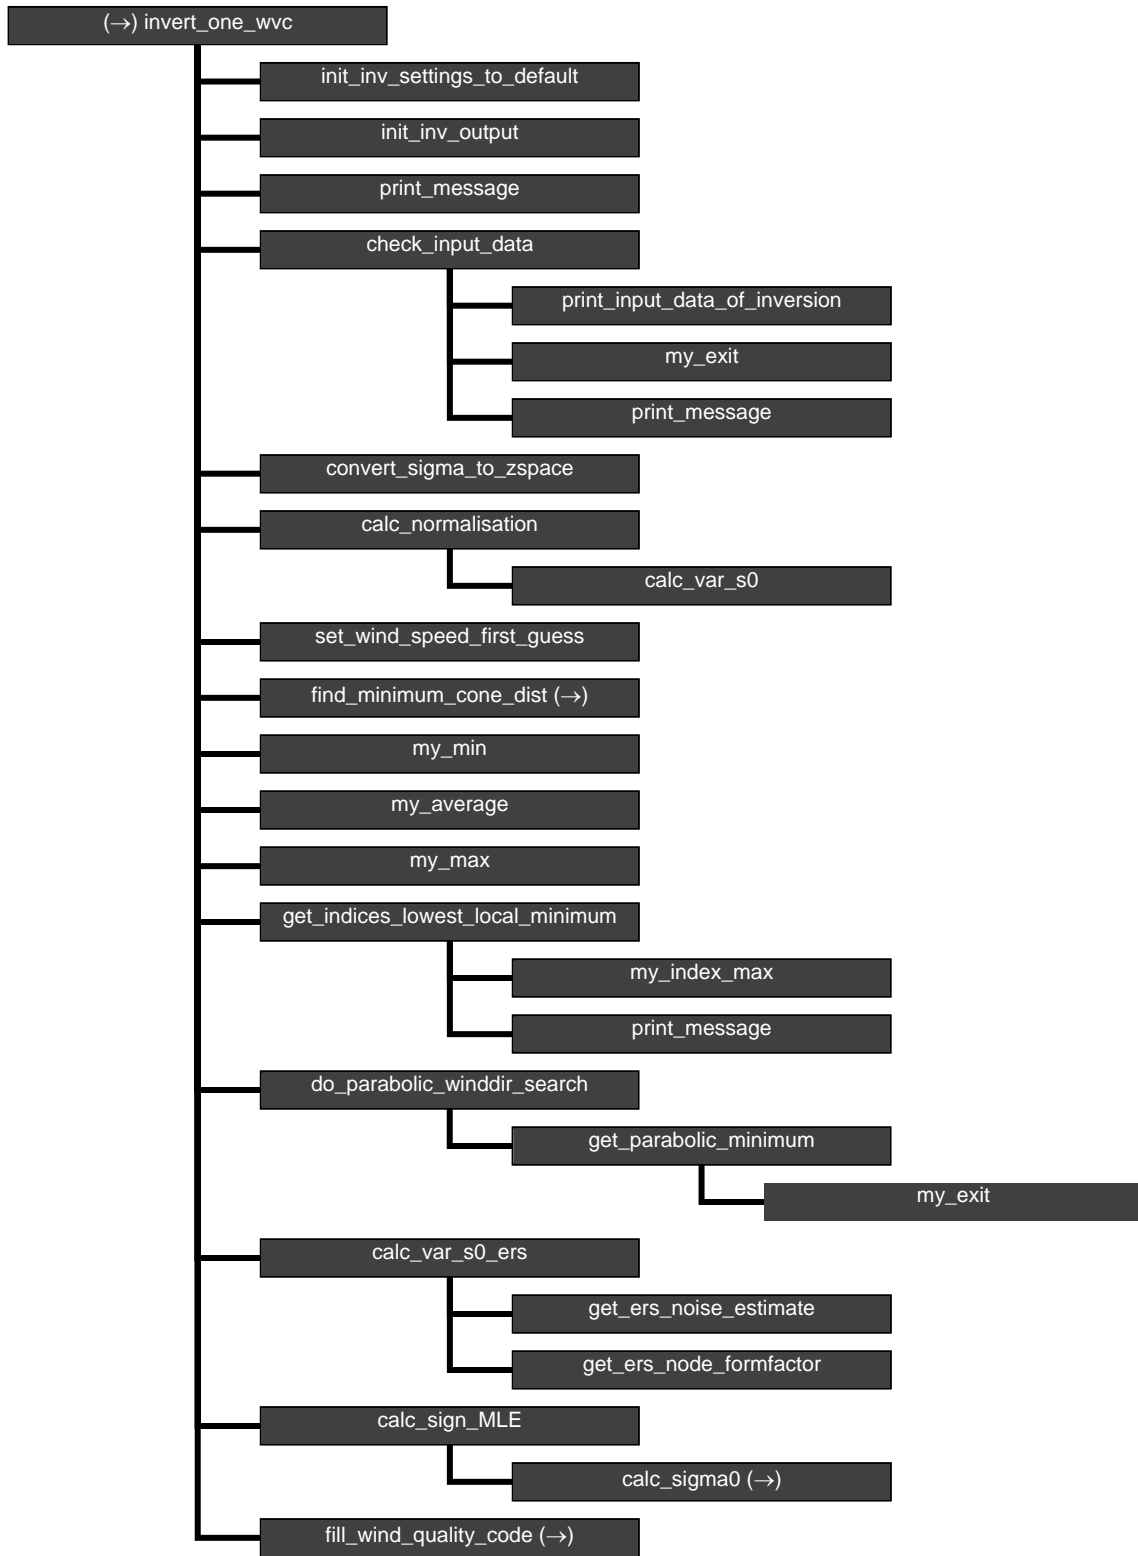 (→) invert_one_wvc
init_inv_settings_to_default
init_inv_output
print_message
check_input_data
print_input_data_of_inversion
my_exit
print_message
convert_sigma_to_zspace
calc_normalisation
calc_var_s0
set_wind_speed_first_guess
find_minimum_cone_dist (→)
my_min
my_average
my_max
get_indices_lowest_local_minimum
my_index_max
print_message
do_parabolic_winddir_search
get_parabolic_minimum
my_exit
calc_var_s0_ers
get_ers_noise_estimate
get_ers_node_formfactor
calc_sign_MLE
calc_sigma0 (→)
fill_wind_quality_code (→)